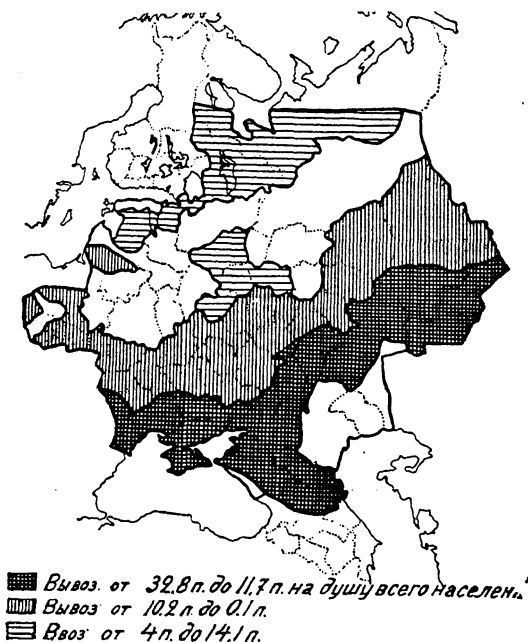 Вывоз. от 32.8 п. до 11,7 п. на душу всего населен.
Вывоз от 10.2 п. до 0.1 п.
Ввоз от 4 п. до 14,1 п.